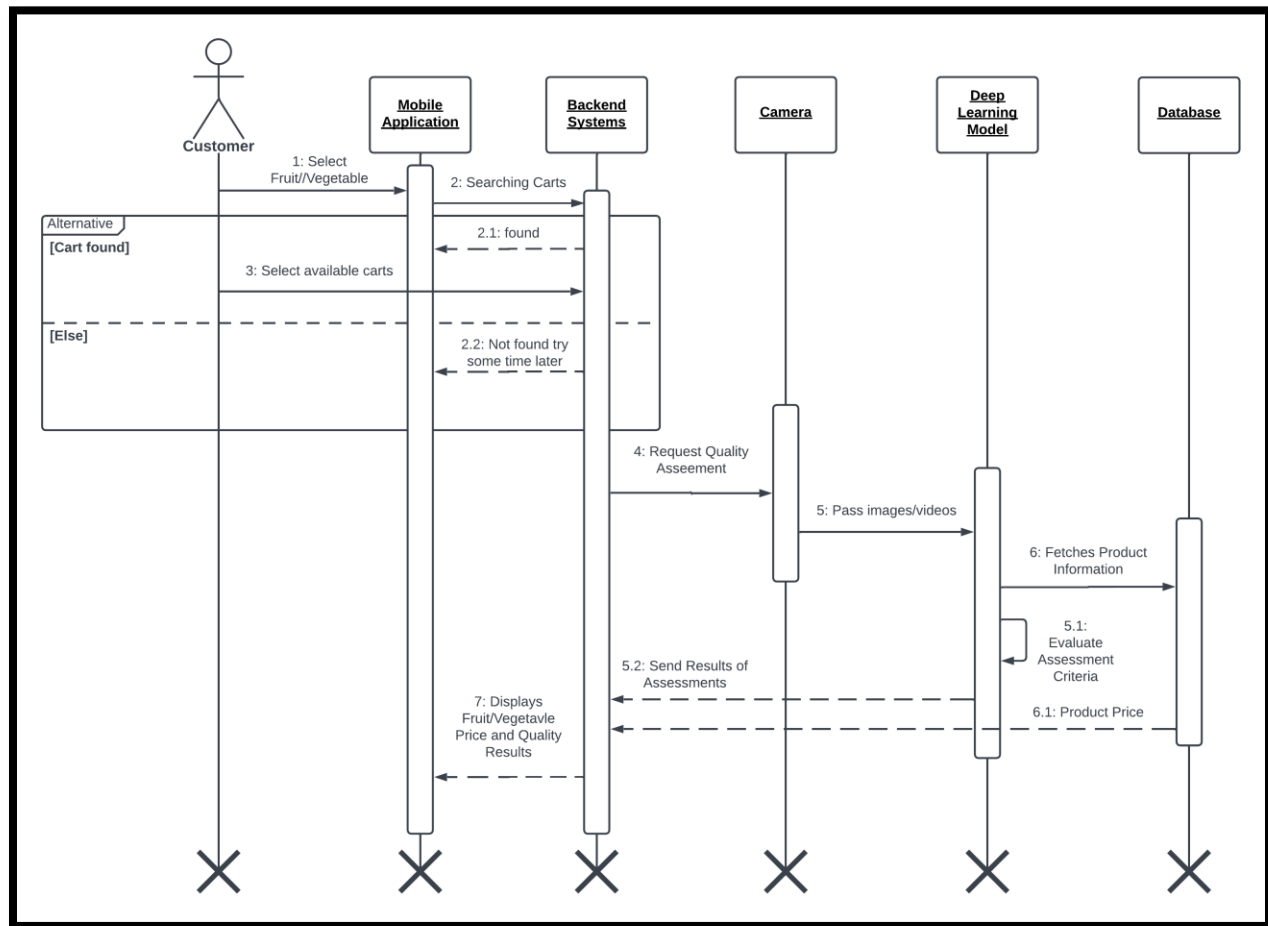 Customer
Mobile
Application
Backend
Systems
Camera
Deep
Learning
Model
Database
1: Select
Fruit//Vegetable
2: Searching Carts
Alternative
[Cart found]
2.1: found
3: Select available carts
[Else]
2.2: Not found try
some time later
4: Request Quality
Asseement
5: Pass images/videos
6: Fetches Product
Information
5.1:
Evaluate
Assessment
Criteria
5.2: Send Results of
Assessments
6.1: Product Price
7: Displays
Fruit/Vegetavle
Price and Quality
Results